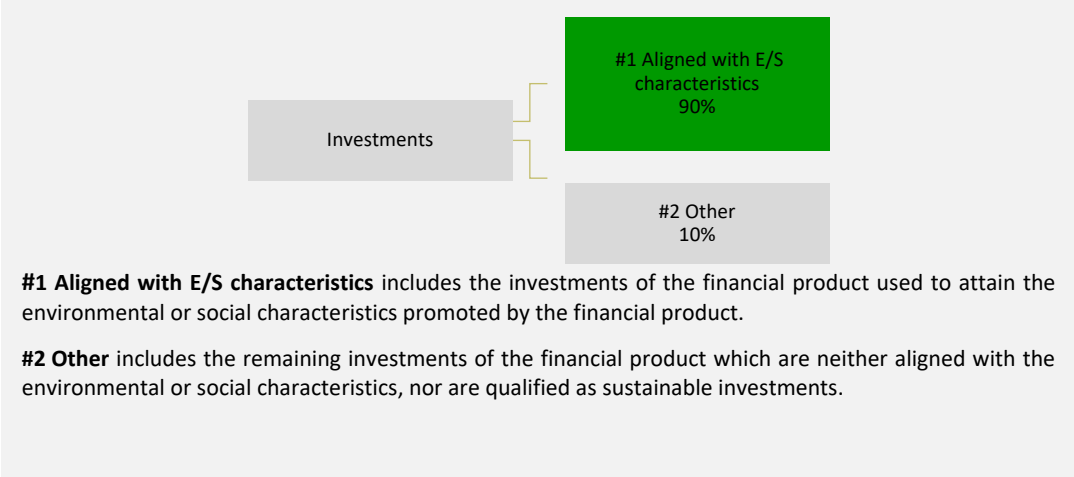 #1 Aligned with E/S
characteristics
90%
Investments
#2 Other
10%
#1 Aligned with E/S characteristics includes the investments of the financial product used to attain the
environmental or social characteristics promoted by the financial product.
#2 Other includes the remaining investments of the financial product which are neither aligned with the
environmental or social characteristics, nor are qualified as sustainable investments.